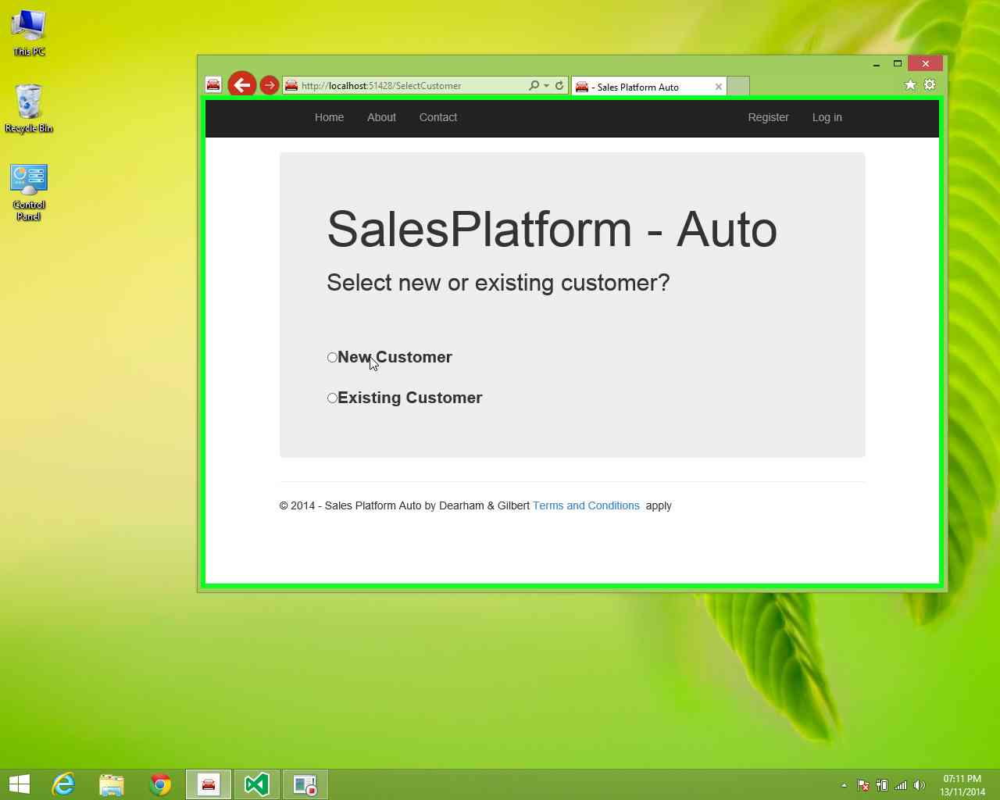 This PC
Recycle Bin
Control
Panel
http://localhost:51428/SelectCustomer
- Sales Platform Auto
Home About Contact Register Log in
SalesPlatform - Auto
Select new or existing customer?
New Customer
Existing Customer
© 2014 - Sales Platform Auto by Dearham & Gilbert Terms and Conditions apply
07:11 PM
13/11/2014